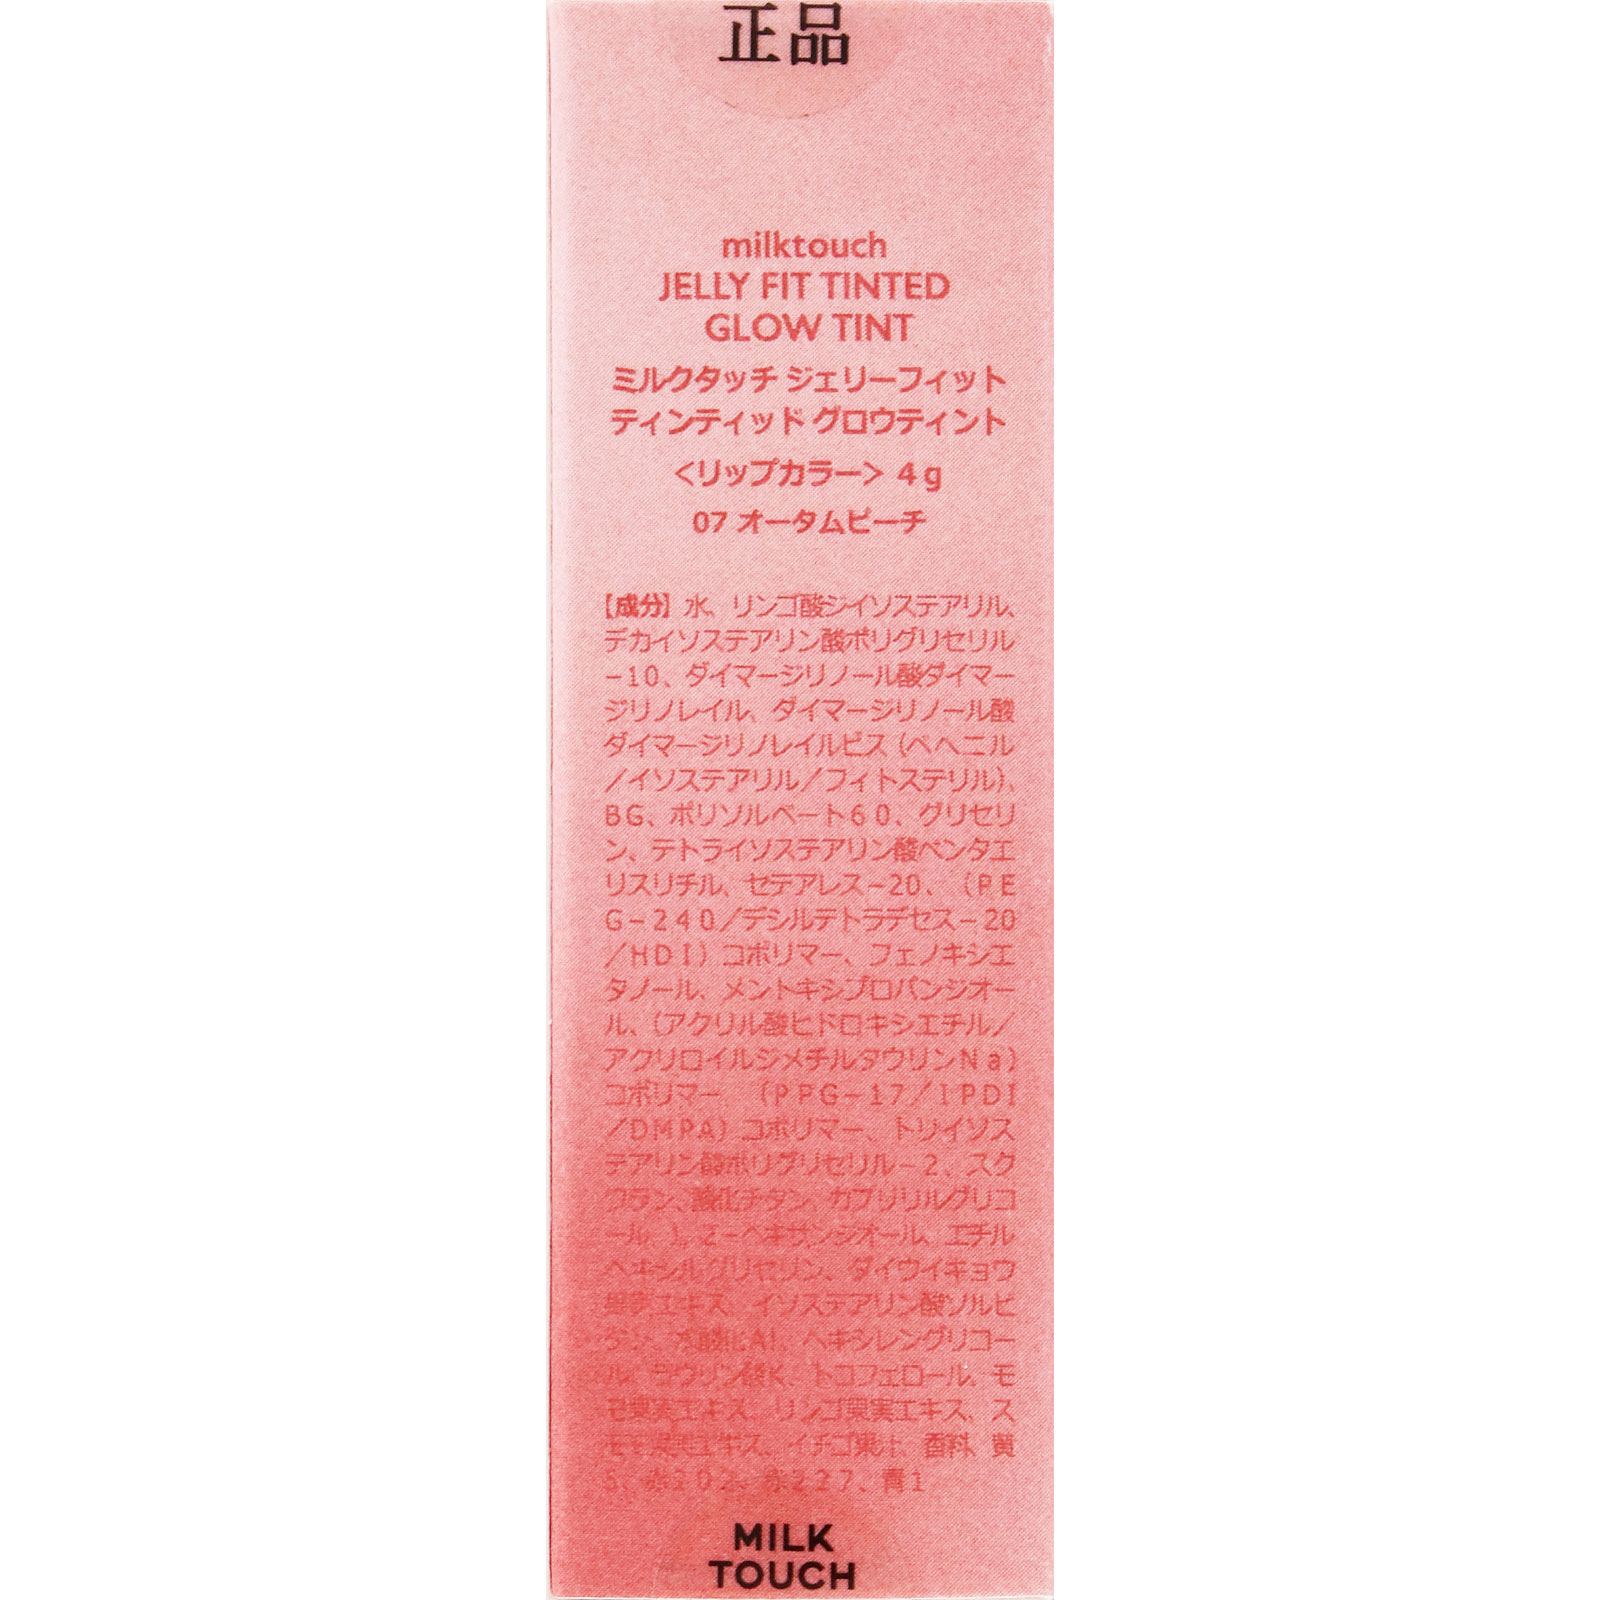 正品
milktouch
JELLY FIT TINTED
GLOW TINT
ミルクタッチ ジェリーフィット
ティンティッド グロウティント
<リップカラー> 4g
07 オータムピーチ
【成分】水、リンゴ酸ジイソステアリル、
デカイソステアリン酸ポリグリセリル
-10、ダイマージリノール酸ダイマー
ジリノレイル、ダイマージリノール酸
ダイマージリノレイルビス(ベヘニル
/イソステアリル/フィトステリル)、
BG、ポリソルベート60、グリセリ
ン、テトライソステアリン酸ペンタエ
リスリチル、セテアレス-20、(PE
G-240/デシルテトラデセス-20
/HDI)コポリマー、フェノキシエ
タノール、メントキシプロパンジオー
ル、(アクリル酸ヒドロキシエチル/
アクリロイルジメチルタウリンNa)
コポリマー、(PPG-17/IPDI
/DMPA)コポリマー、トリイソス
テアリン酸ポリグリセリル-2、スク
ワラン、酸化チタン、カプリリルグリコ
ール、1,2-ヘキサンジオール、エチル
ヘキシルグリセリン、ダイウイキョウ
果実エキス、イソステアリン酸ソルビ
タン、水酸化Al、ヘキシレングリコー
ル、ラウリン酸K、トコフェロール、モ
モ果実エキス、リンゴ果実エキス、ス
モモ果実エキス、イチゴ果汁、香料、黄
5、赤202、赤227、青1
MILK
TOUCH